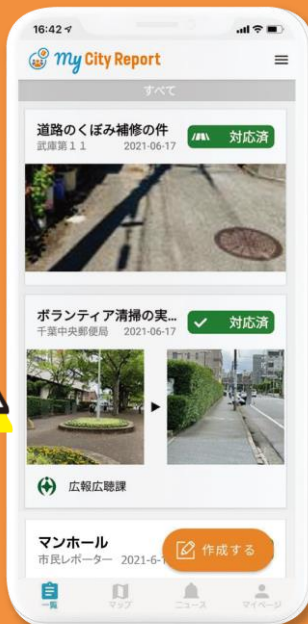 16:42
My City Report
すべて
道路のくぼみ補修の件
武庫第11 2021-06-17
対応済
ボランティア清掃の実...
千葉中央郵便局 2021-06-17
対応済
広報広聴課
マンホール
市民レポーター 2021-6-1
作成する
一覧
マップ
ニュース
マイページ